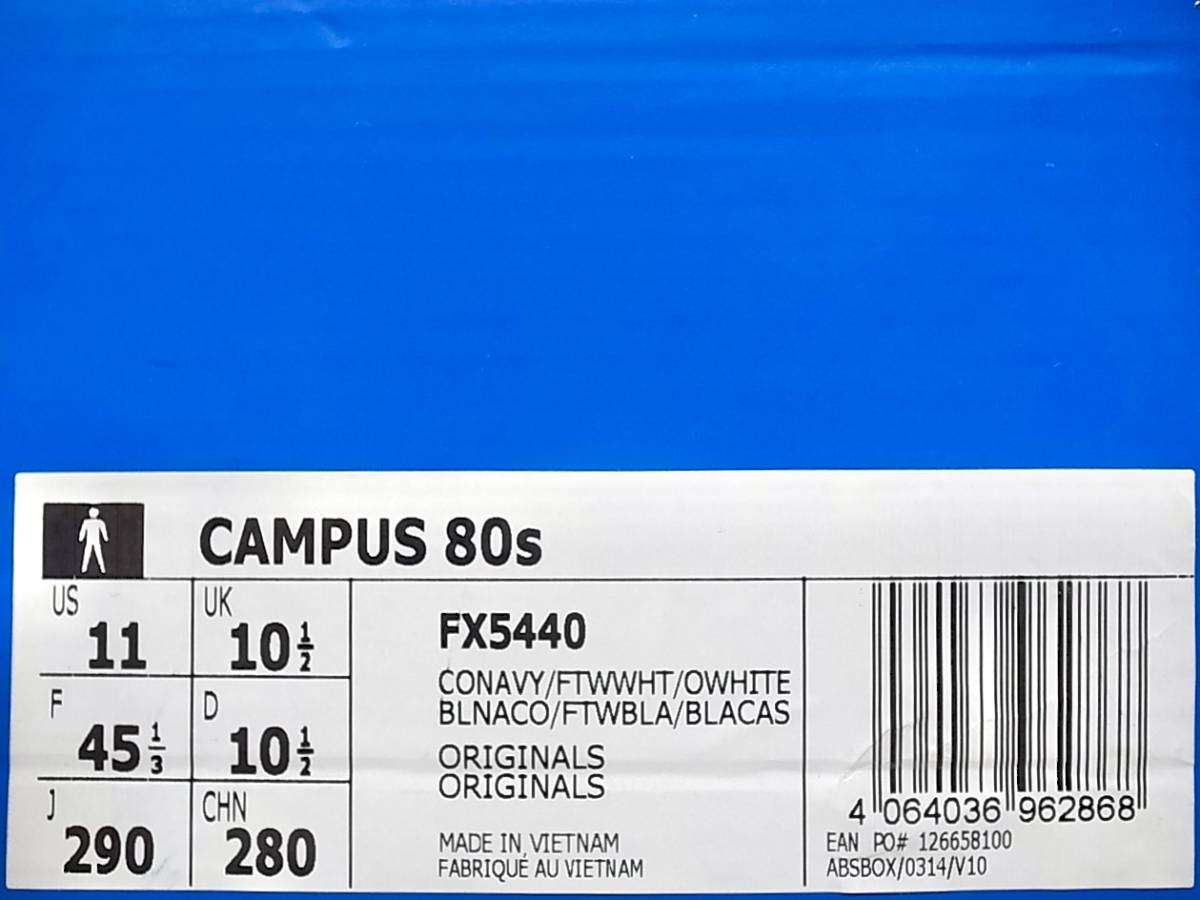 CAMPUS 80s
US
11
UK
10 1/2
F
45 1/3
D
10 1/2
J
290
CHN
280
FX5440
CONAVY/FTWWHT/OWHITE
BLNACO/FTWBLA/BLACAS
ORIGINALS
ORIGINALS
MADE IN VIETNAM
FABRIQUÉ AU VIETNAM
4 064036 962868
EAN PO# 126658100
ABSBOX/0314/V10